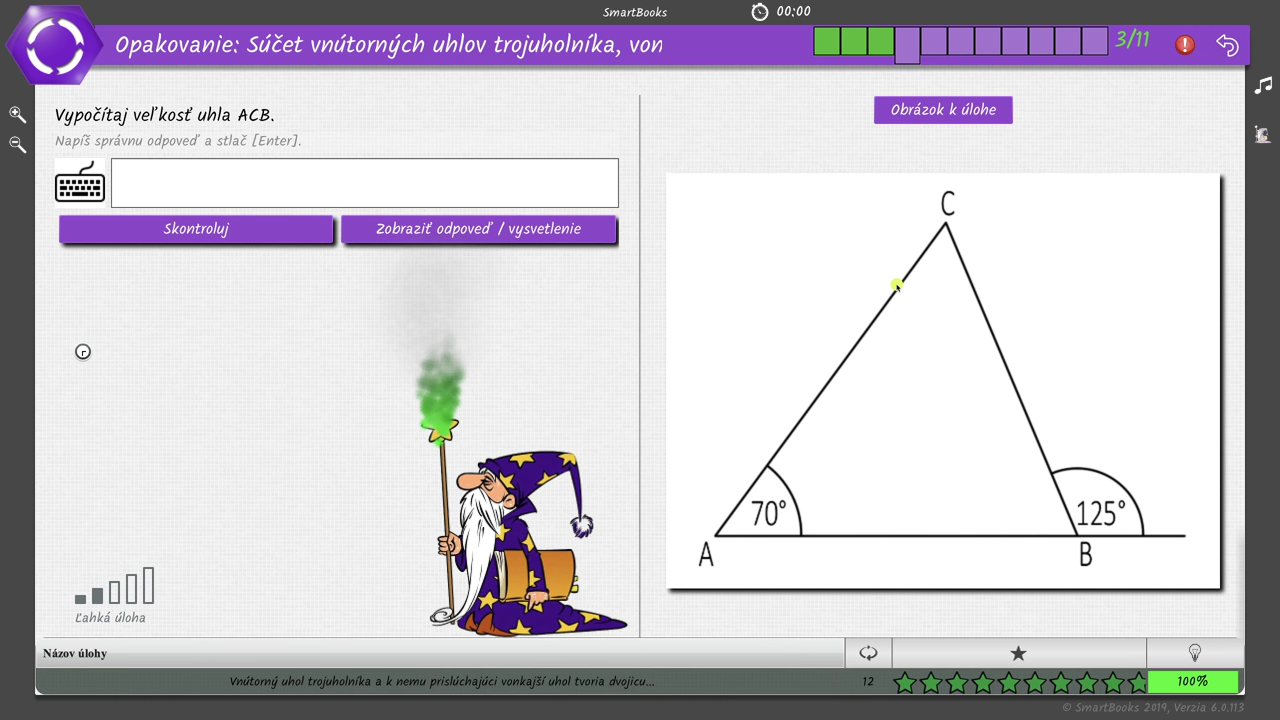 SmartBooks
00:00
Opakovanie: Súčet vnútorných uhlov trojuholníka, von
3/11
Vypočítaj veľkosť uhla ACB.
Napíš správnu odpoveď a stlač [Enter].
Skontroluj
Zobraziť odpoveď / vysvetlenie
Obrázok k úlohe
C
70°
125°
A
B
Ľahká úloha
Názov úlohy
Vnútorný uhol trojuholníka a k nemu prislúchajúci vonkajší uhol tvoria dvojicu...
12
100%
© SmartBooks 2019, Verzia 6.0.113